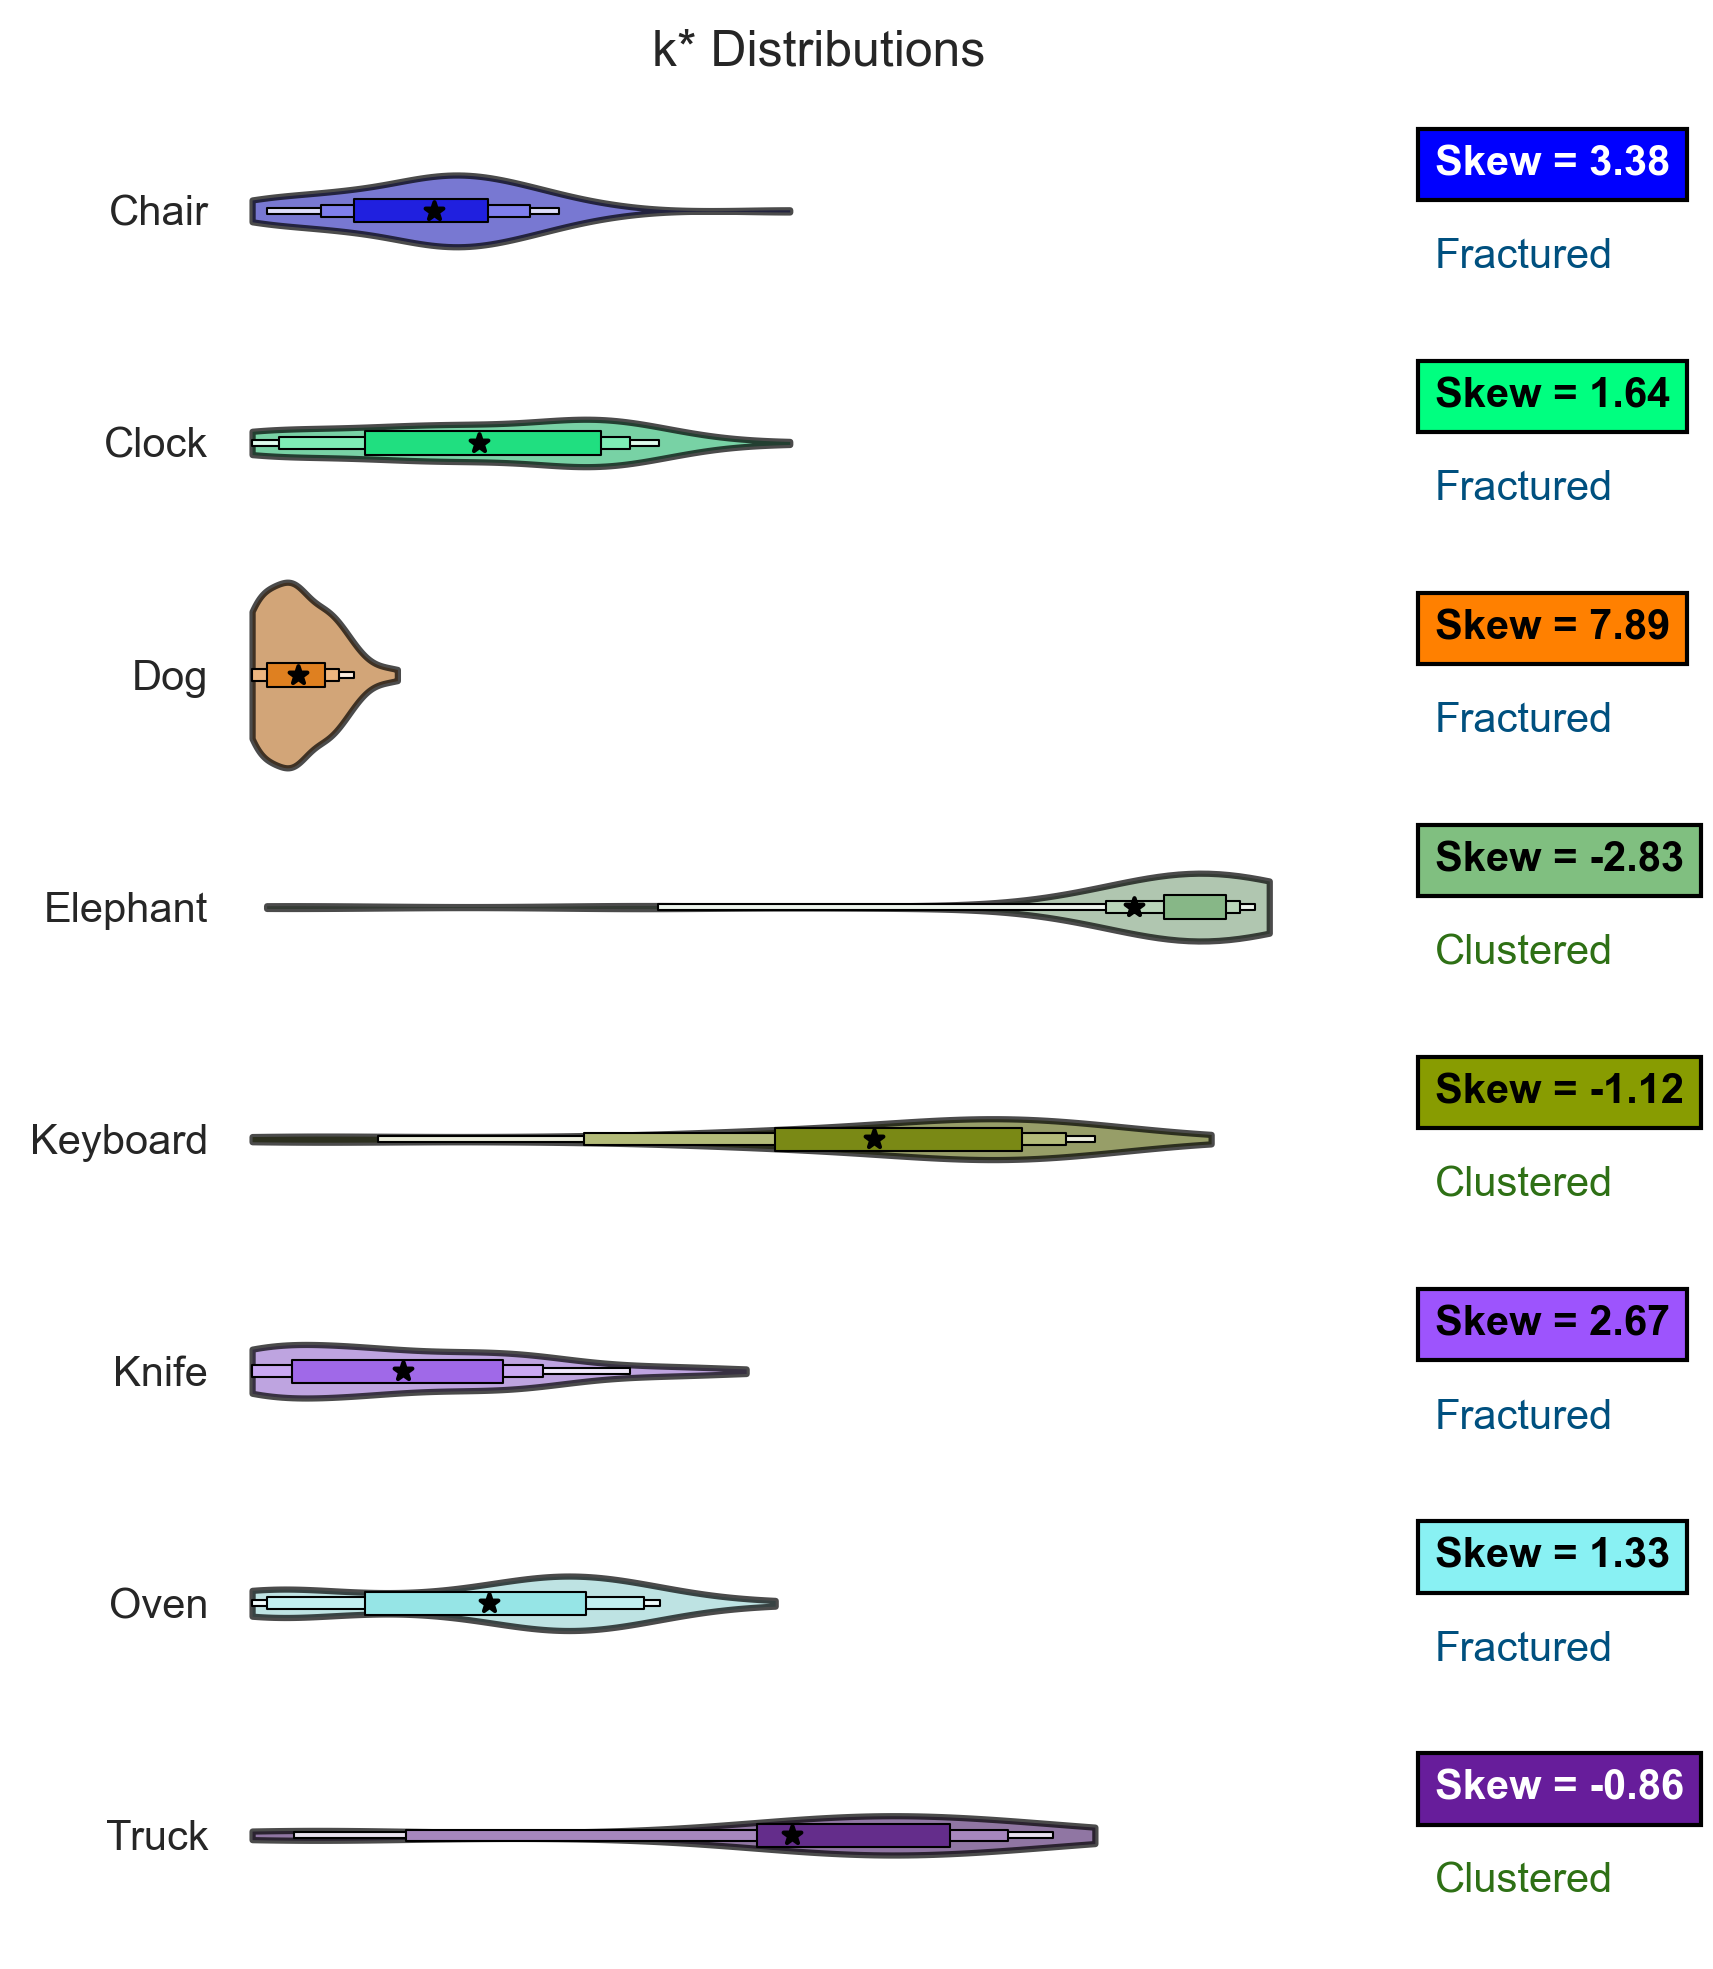 k* Distributions
Chair
Skew = 3.38
Fractured
Clock
Skew = 1.64
Fractured
Dog
Skew = 7.89
Fractured
Elephant
Skew = -2.83
Clustered
Keyboard
Skew = -1.12
Clustered
Knife
Skew = 2.67
Fractured
Oven
Skew = 1.33
Fractured
Truck
Skew = -0.86
Clustered